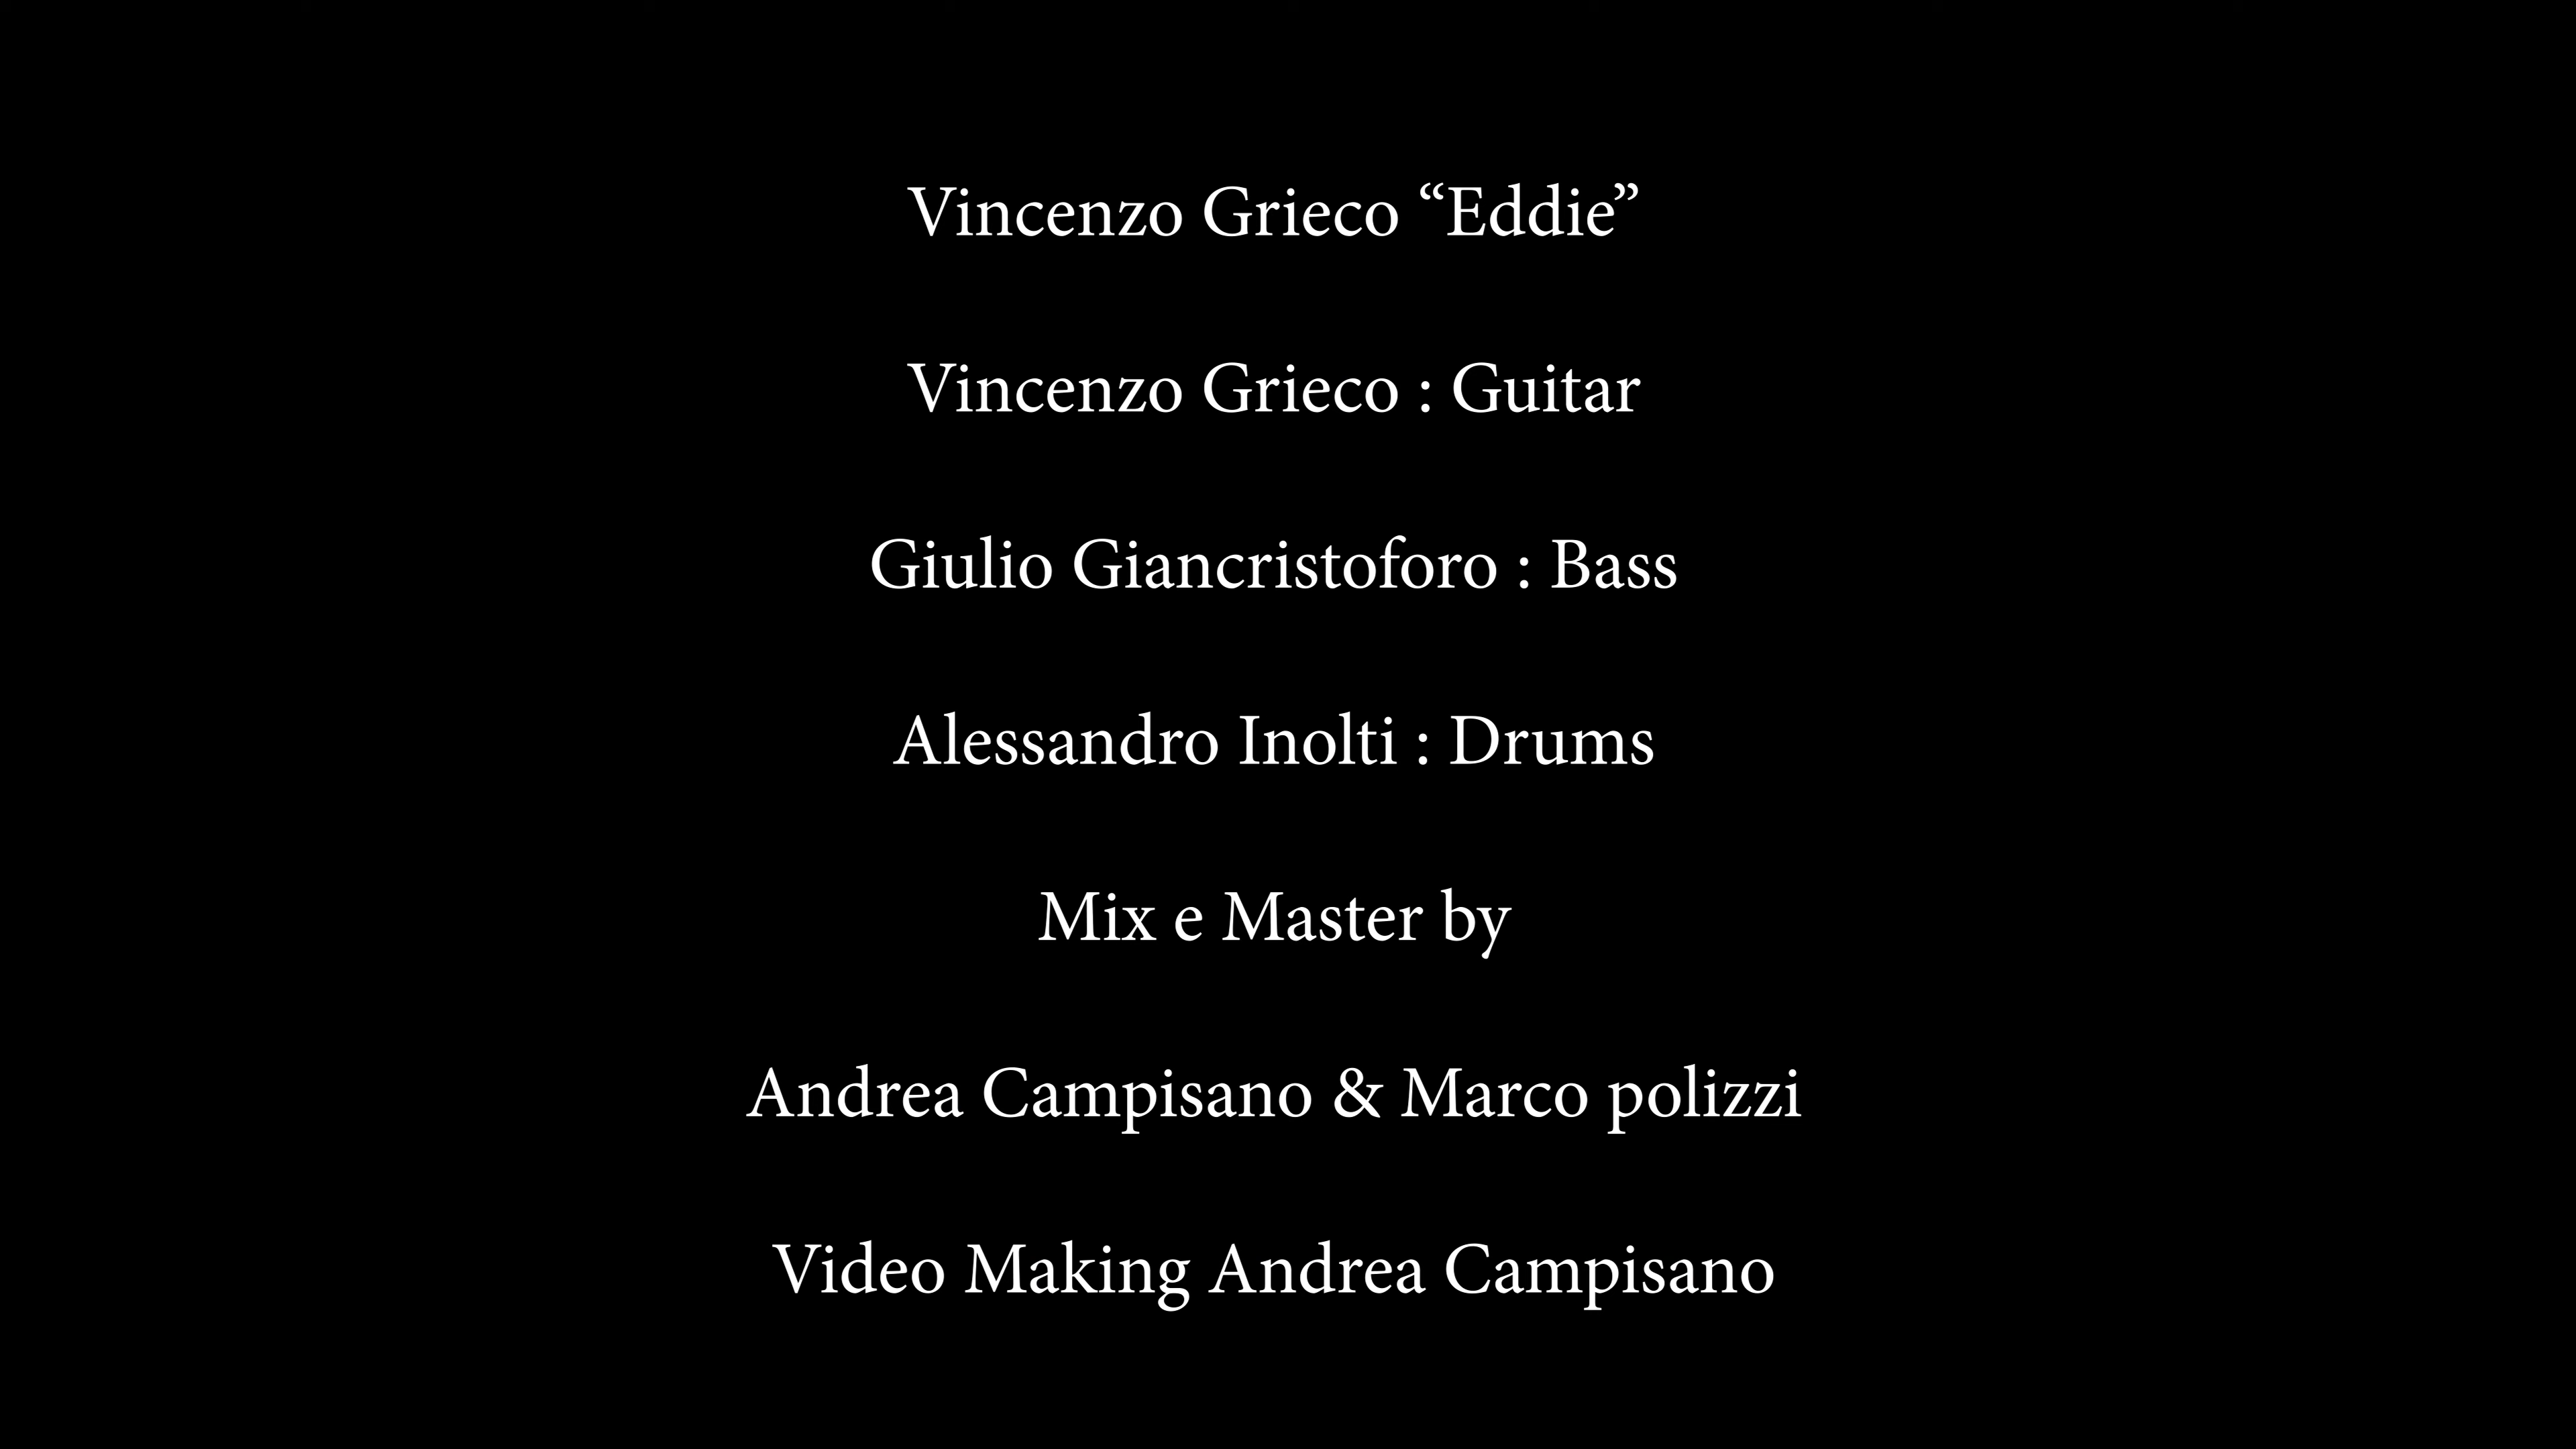 Vincenzo Grieco “Eddie”
Vincenzo Grieco : Guitar
Giulio Giancristoforo : Bass
Alessandro Inolti : Drums
Mix e Master by
Andrea Campisano & Marco polizzi
Video Making Andrea Campisano